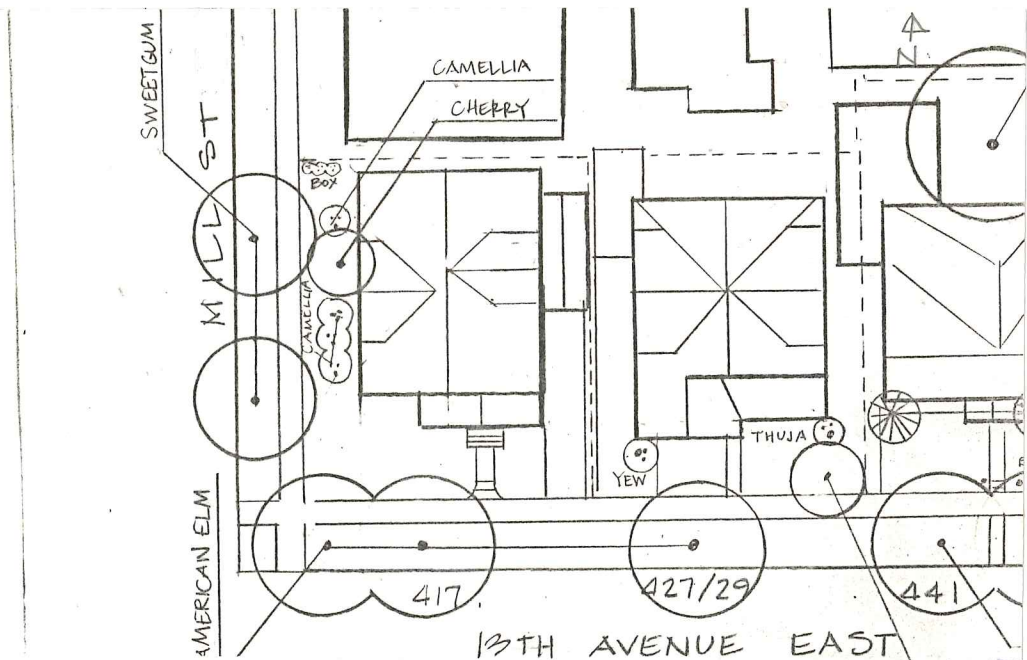 SWEETGUM
MILL ST
CAMELLIA
CHERRY
N
BOX
CAMELLIA
THUJA
YEW
AMERICAN ELM
417.
427/29
441
13TH AVENUE EAST